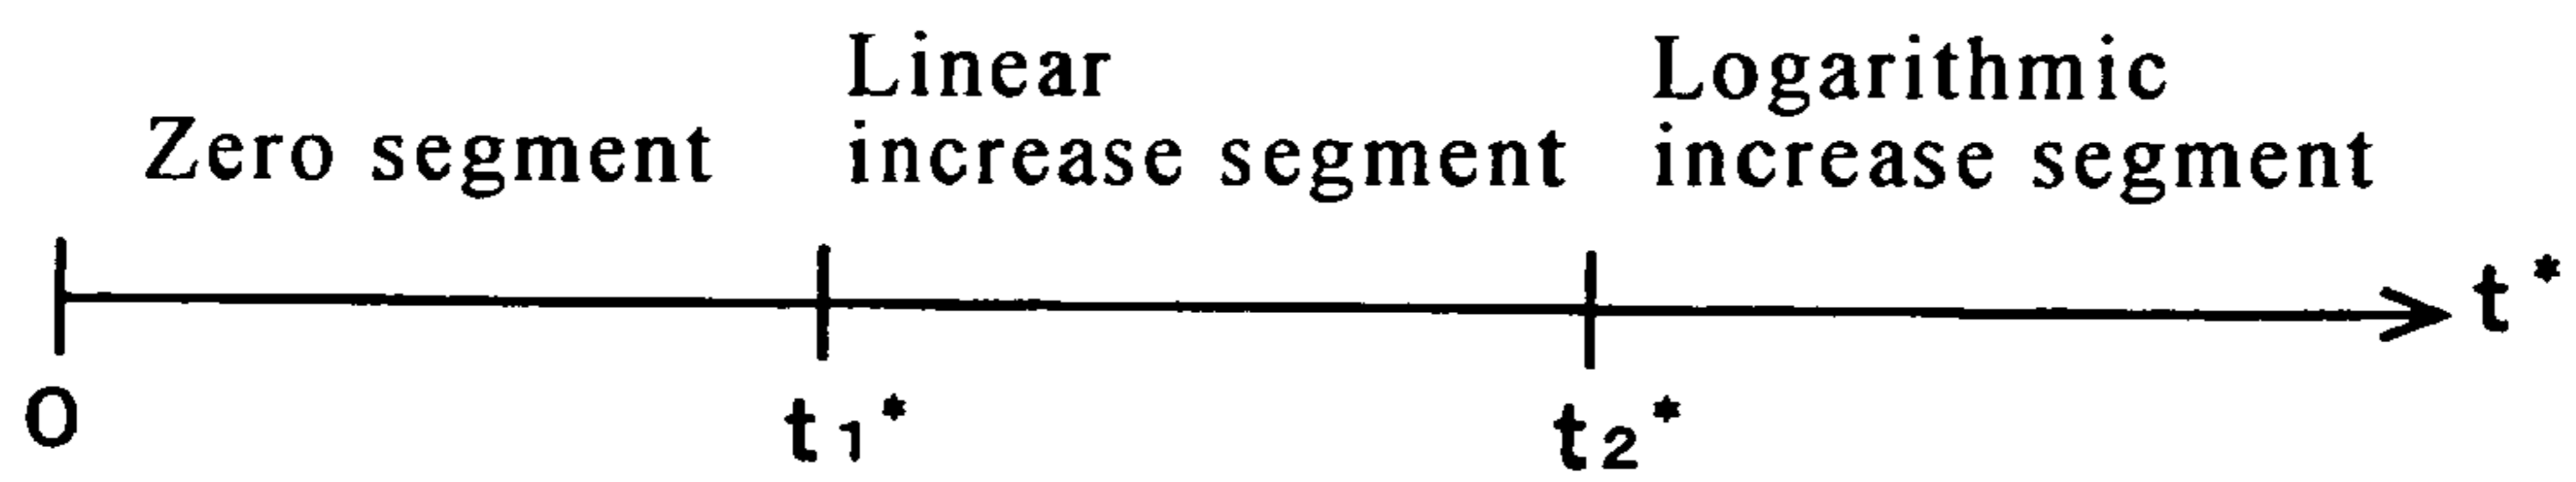 Zero segment
Linear
increase segment
Logarithmic
increase segment
t*
0
t1*
t2*